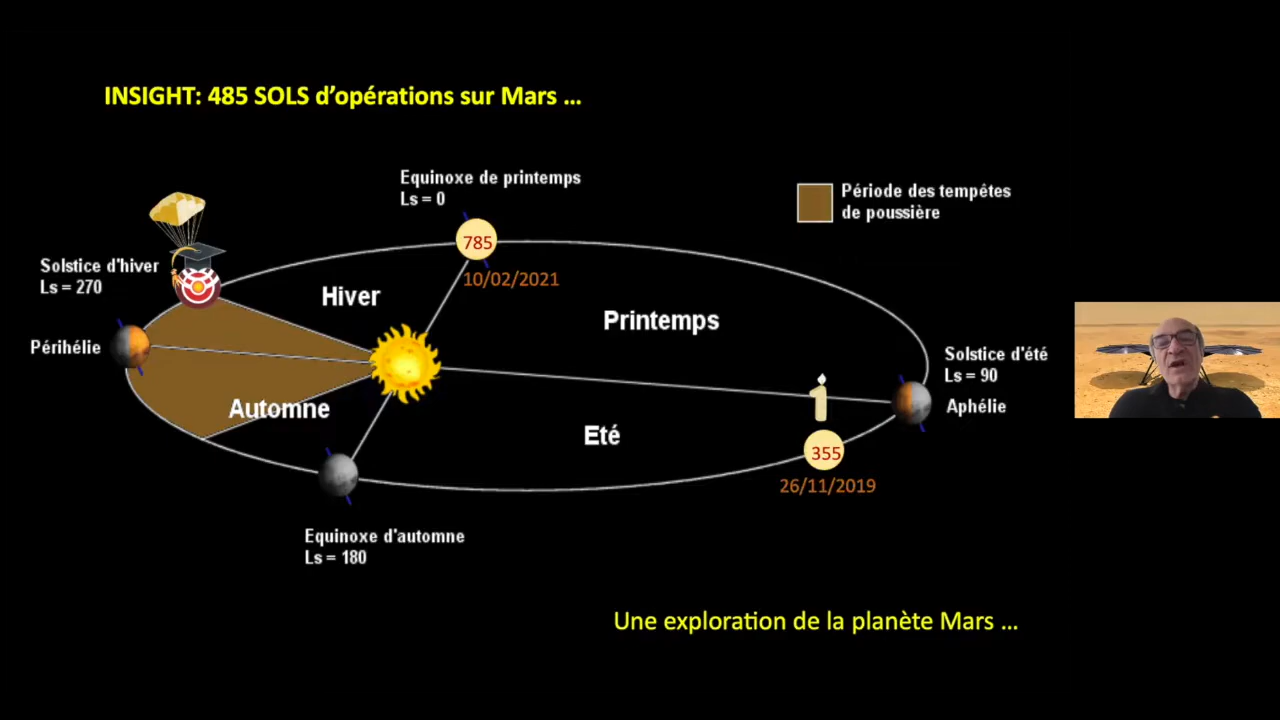 INSIGHT: 485 SOLS d'opérations sur Mars ...
Equinoxe de printemps
Ls = 0
Période des tempétes
de poussière
785
10/02/2021
Solstice d'hiver
Ls = 270
Hiver
Printemps
Périhélie
Solstice d'été
Ls = 90
Aphélie
Automne
Eté
1
355
26/11/2019
Equinoxe d'automne
Ls = 180
Une exploration de la planète Mars ...